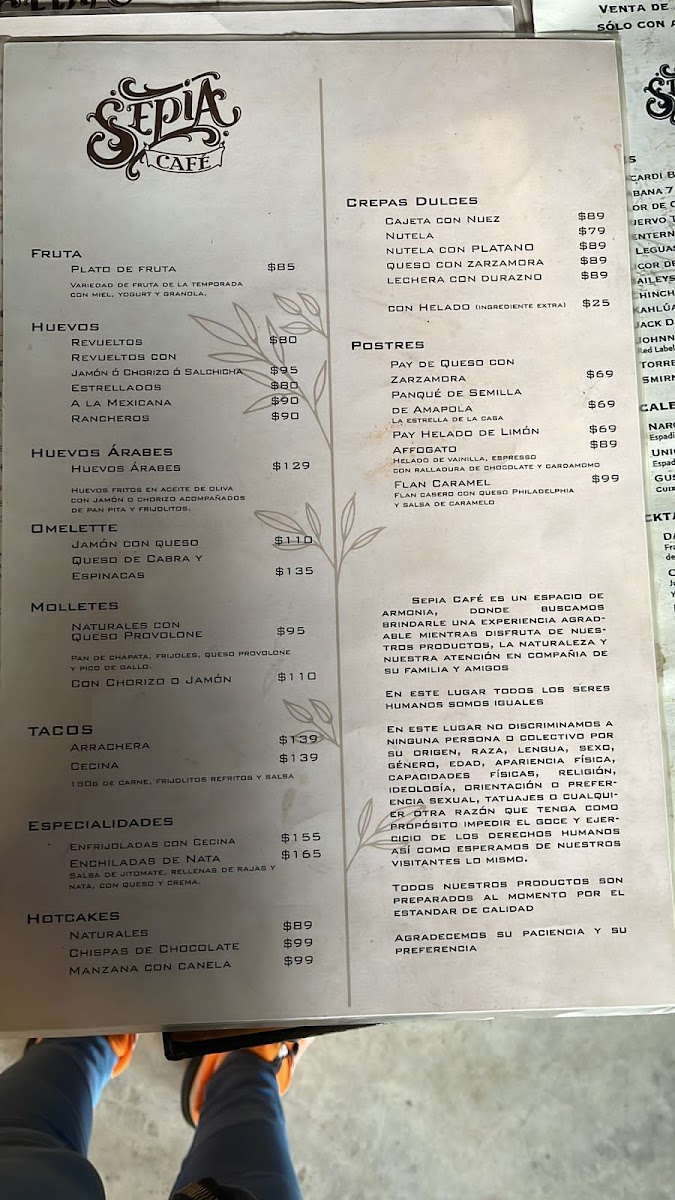 SEPIA
CAFÉ
FRUTA
PLATO DE FRUTA $85
VARIEDAD DE FRUTA DE LA TEMPORADA
CON MIEL, YOGURT Y GRANOLA.
HUEVOS
REVUELTOS $80
REVUELTOS CON
JAMÓN Ó CHORIZO Ó SALCHICHA $95
ESTRELLADOS $80
A LA MEXICANA $90
RANCHEROS $90
HUEVOS ÁRABES
HUEVOS ÁRABES $129
HUEVOS FRITOS EN ACEITE DE OLIVA
CON JAMÓN O CHORIZO ACOMPAÑADOS
DE PAN PITA Y FRIJOLITOS.
OMELETTE
JAMÓN CON QUESO $110
QUESO DE CABRA Y
ESPINACAS $135
MOLLETES
NATURALES CON
QUESO PROVOLONE $95
PAN DE CHAPATA, FRIJOLES, QUESO PROVOLONE
Y PICO DE GALLO.
CON CHORIZO O JAMÓN $110
TACOS
ARRACHERA $139
CECINA $139
180G DE CARNE, FRIJOLITOS REFRITOS Y SALSA
ESPECIALIDADES
ENFRIJOLADAS CON CECINA $155
ENCHILADAS DE NATA $165
SALSA DE JITOMATE, RELLENAS DE RAJAS Y
NATA, CON QUESO Y CREMA.
HOTCAKES
NATURALES $89
CHISPAS DE CHOCOLATE $99
MANZANA CON CANELA $99
CREPAS DULCES
CAJETA CON NUEZ $89
NUTELA $79
NUTELA CON PLATANO $89
QUESO CON ZARZAMORA $89
LECHERA CON DURAZNO $89
CON HELADO (INGREDIENTE EXTRA) $25
POSTRES
PAY DE QUESO CON
ZARZAMORA $69
PANQUÉ DE SEMILLA
DE AMAPOLA $69
LA ESTRELLA DE LA CASA
PAY HELADO DE LIMÓN $69
AFFOGATO $89
HELADO DE VAINILLA, ESPRESSO
CON RALLADURA DE CHOCOLATE Y CARDAMOMO
FLAN CARAMEL $99
FLAN CASERO CON QUESO PHILADELPHIA
Y SALSA DE CARAMELO
SEPIA CAFÉ ES UN ESPACIO DE
ARMONIA, DONDE BUSCAMOS
BRINDARLE UNA EXPERIENCIA AGRAD-
ABLE MIENTRAS DISFRUTA DE NUES-
TROS PRODUCTOS, LA NATURALEZA Y
NUESTRA ATENCIÓN EN COMPAÑIA DE
SU FAMILIA Y AMIGOS
EN ESTE LUGAR TODOS LOS SERES
HUMANOS SOMOS IGUALES
EN ESTE LUGAR NO DISCRIMINAMOS A
NINGUNA PERSONA O COLECTIVO POR
SU ORIGEN, RAZA, LENGUA, SEXO,
GÉNERO, EDAD, APARIENCIA FÍSICA,
CAPACIDADES FÍSICAS, RELIGIÓN,
IDEOLOGÍA, ORIENTACIÓN O PREFER-
ENCIA SEXUAL, TATUAJES O CUALQUI-
ER OTRA RAZÓN QUE TENGA COMO
PROPÓSITO IMPEDIR EL GOCE Y EJER-
CICIO DE LOS DERECHOS HUMANOS
ASÍ COMO ESPERAMOS DE NUESTROS
VISITANTES LO MISMO.
TODOS NUESTROS PRODUCTOS SON
PREPARADOS AL MOMENTO POR EL
ESTANDAR DE CALIDAD
AGRADECEMOS SU PACIENCIA Y SU
PREFERENCIA
VENTA DE
SÓLO CON